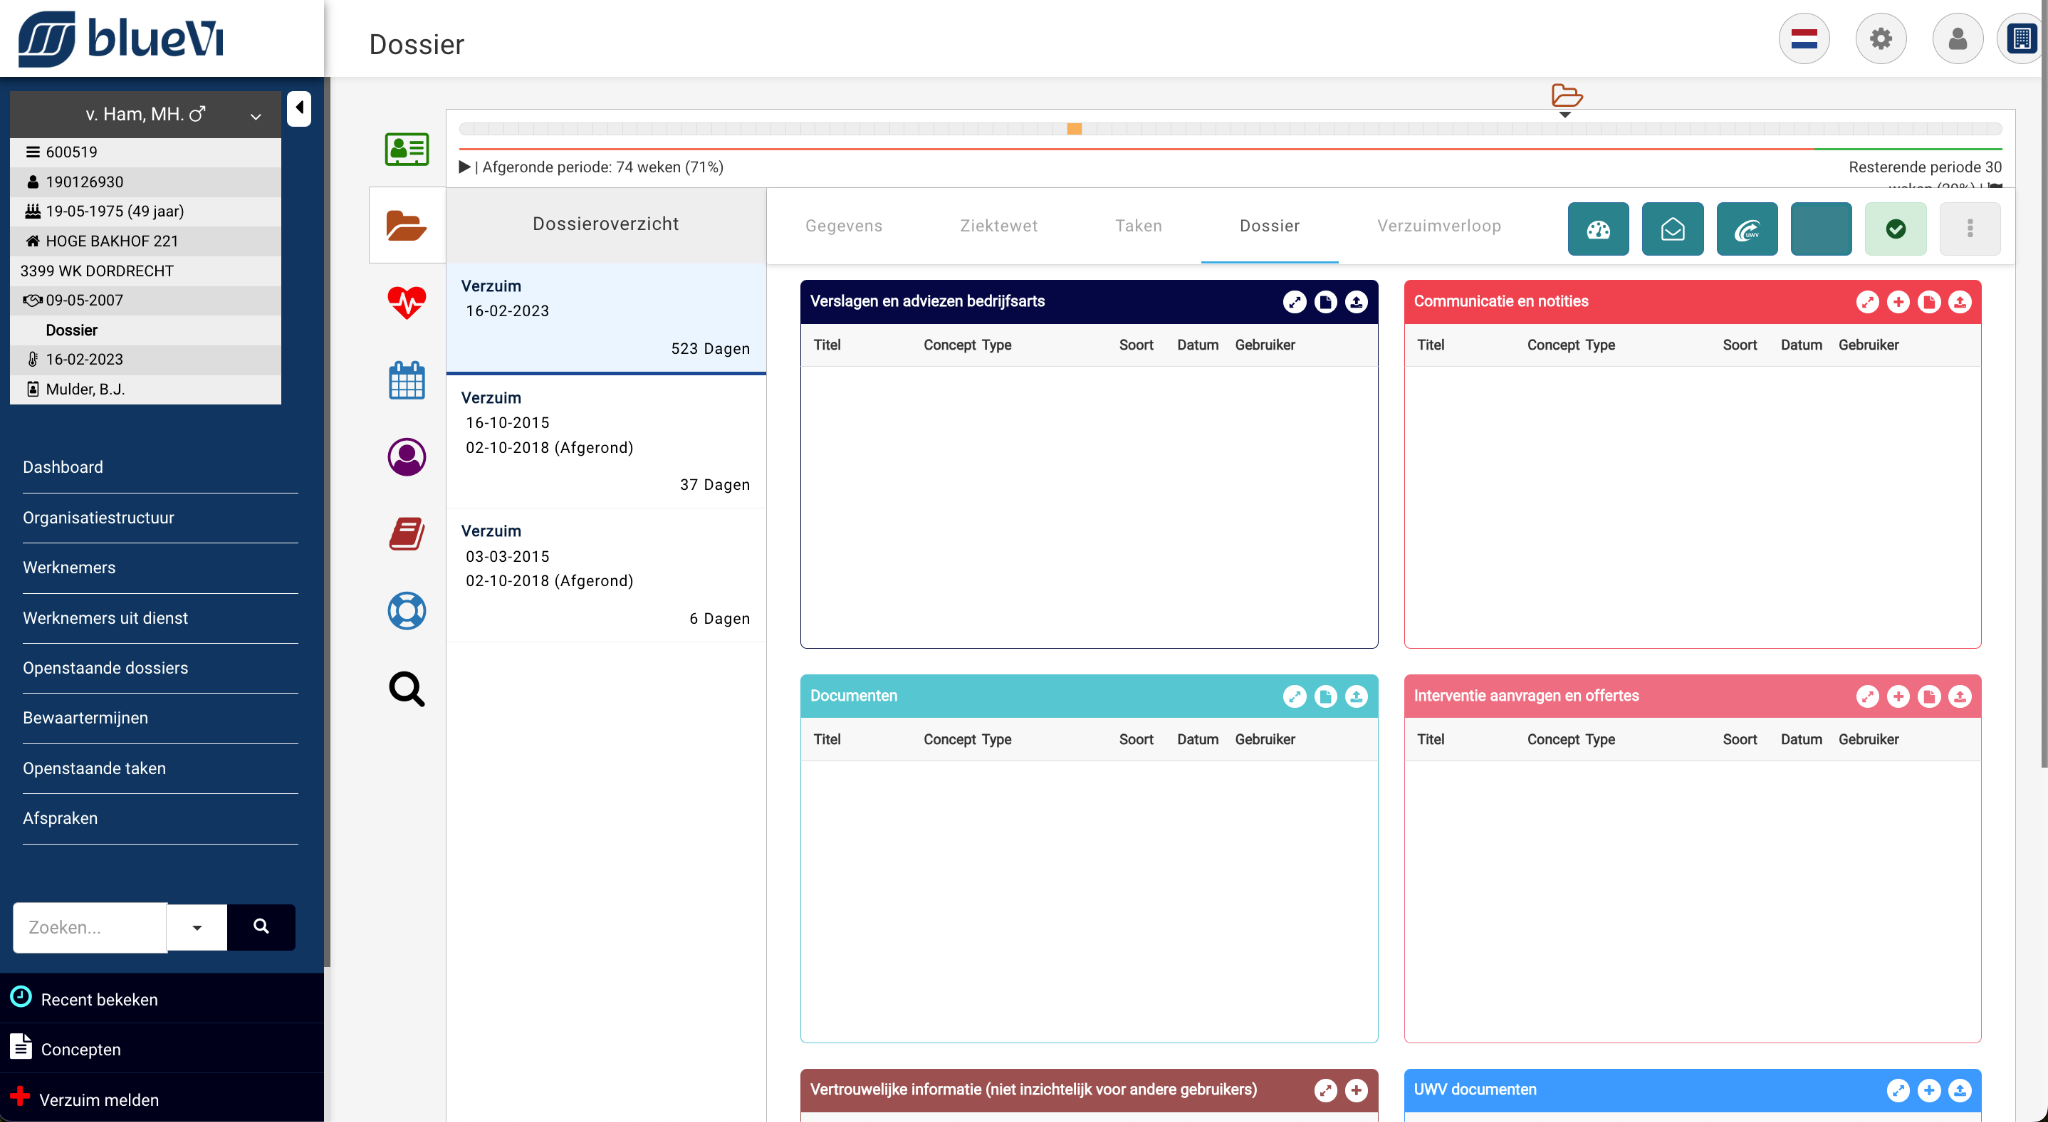 blueVi
Dossier
v. Ham, MH.
600519
190126930
19-05-1975 (49 jaar)
HOGE BAKHOF 221
3399 WK DORDRECHT
09-05-2007
Dossier
16-02-2023
Mulder, B.J.
Dashboard
Organisatiestructuur
Werknemers
Werknemers uit dienst
Openstaande dossiers
Bewaartermijnen
Openstaande taken
Afspraken
Zoeken...
Recent bekeken
Concepten
Verzuim melden
| Afgeronde periode: 74 weken (71%)
Resterende periode 30
Dossieroverzicht
Verzuim
16-02-2023
523 Dagen
Verzuim
16-10-2015
02-10-2018 (Afgerond)
37 Dagen
Verzuim
03-03-2015
02-10-2018 (Afgerond)
6 Dagen
Gegevens Ziektewet Taken Dossier Verzuimverloop
UWV
Verslagen en adviezen bedrijfsarts
Titel Concept Type Soort Datum Gebruiker
Communicatie en notities
Titel Concept Type Soort Datum Gebruiker
Documenten
Titel Concept Type Soort Datum Gebruiker
Interventie aanvragen en offertes
Titel Concept Type Soort Datum Gebruiker
Vertrouwelijke informatie (niet inzichtelijk voor andere gebruikers)
UWV documenten